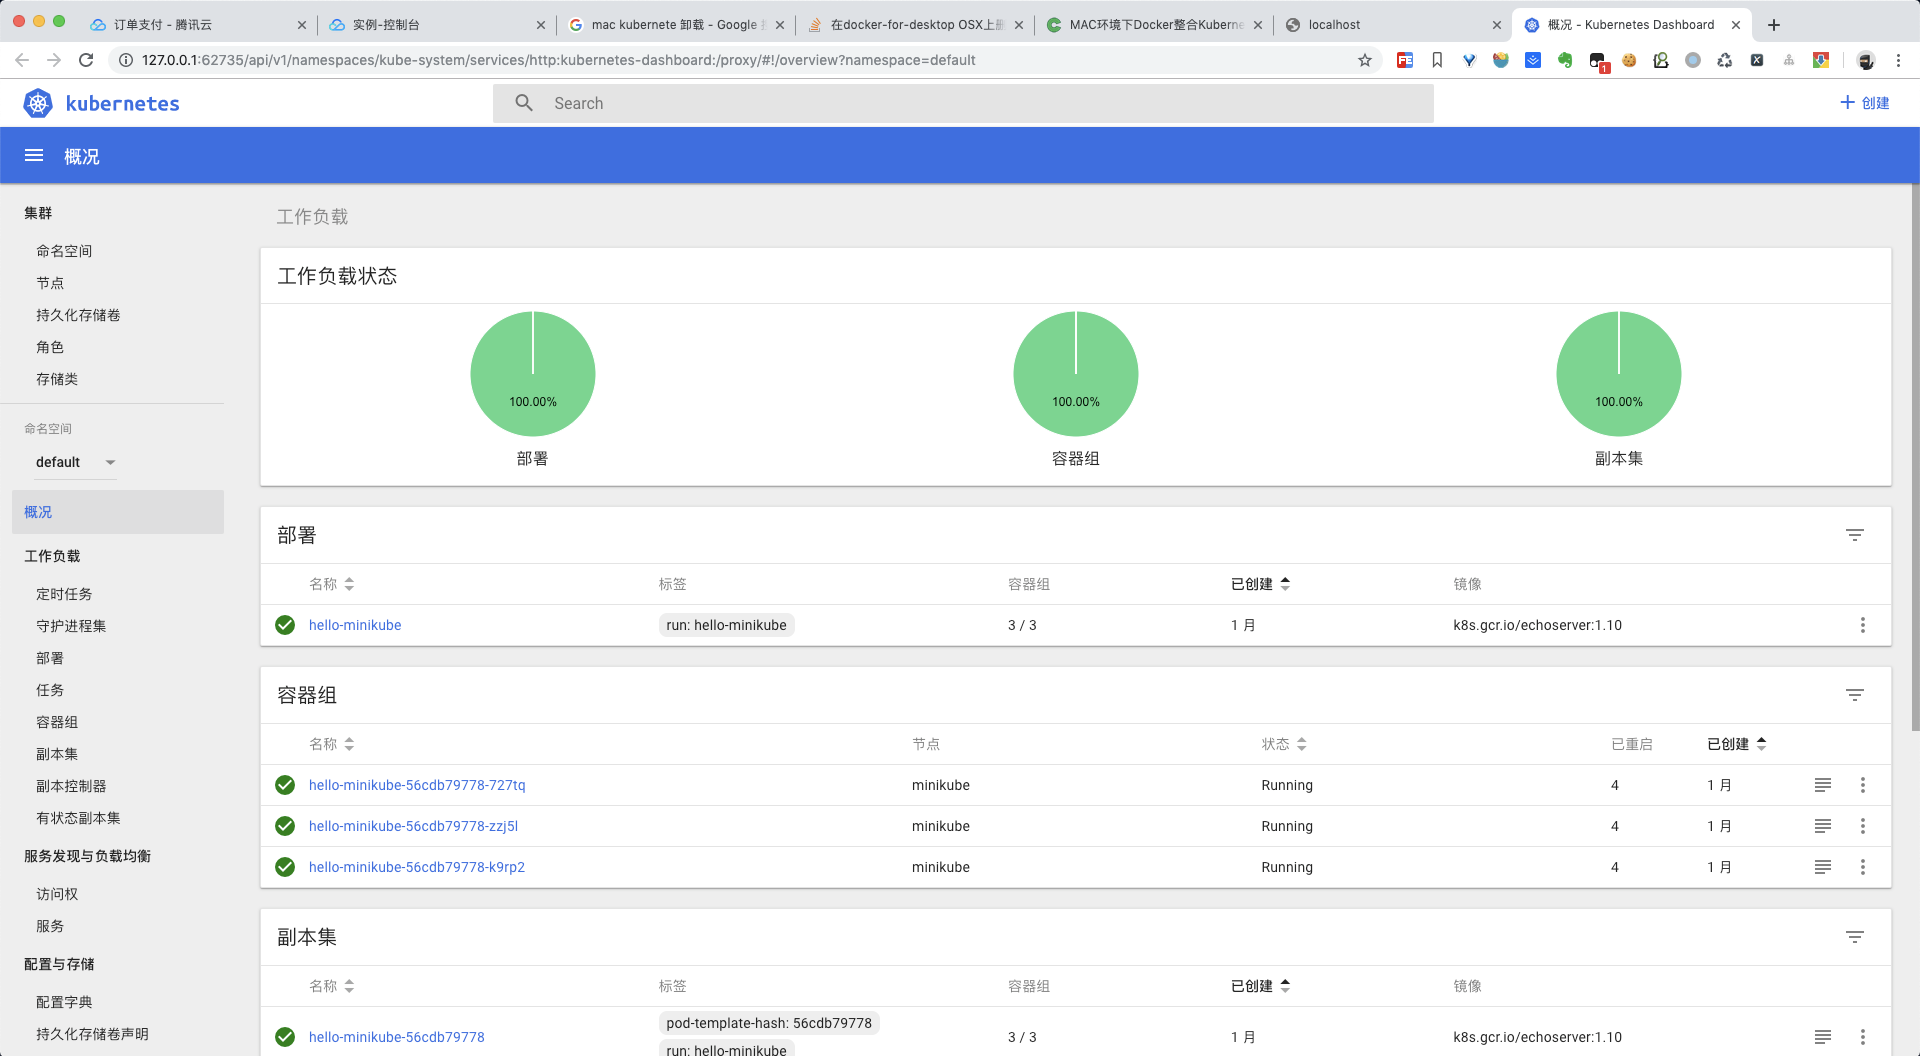 订单支付 - 腾讯云
实例-控制台
mac kubernete 卸载 - Google
在docker-for-desktop OSX上
MAC环境下Docker整合Kuberne
localhost
概况 - Kubernetes Dashboard
127.0.0.1:62735/api/v1/namespaces/kube-system/services/http:kubernetes-dashboard:/proxy/#!/overview?namespace=default
FE
1
kubernetes
Search
创建
概况
集群
命名空间
节点
持久化存储卷
角色
存储类
命名空间
default
概况
工作负载
定时任务
守护进程集
部署
任务
容器组
副本集
副本控制器
有状态副本集
服务发现与负载均衡
访问权
服务
配置与存储
配置字典
持久化存储卷声明
工作负载
工作负载状态
100.00% 100.00% 100.00%
部署 容器组 副本集
部署
名称 标签 容器组 已创建 镜像
hello-minikube run: hello-minikube 3 / 3 1 月 k8s.gcr.io/echoserver:1.10
容器组
名称 节点 状态 已重启 已创建
hello-minikube-56cdb79778-727tq minikube Running 4 1 月
hello-minikube-56cdb79778-zzj5l minikube Running 4 1 月
hello-minikube-56cdb79778-k9rp2 minikube Running 4 1 月
副本集
名称 标签 容器组 已创建 镜像
pod-template-hash: 56cdb79778
hello-minikube-56cdb79778 3 / 3 1 月 k8s.gcr.io/echoserver:1.10
run: hello-minikube